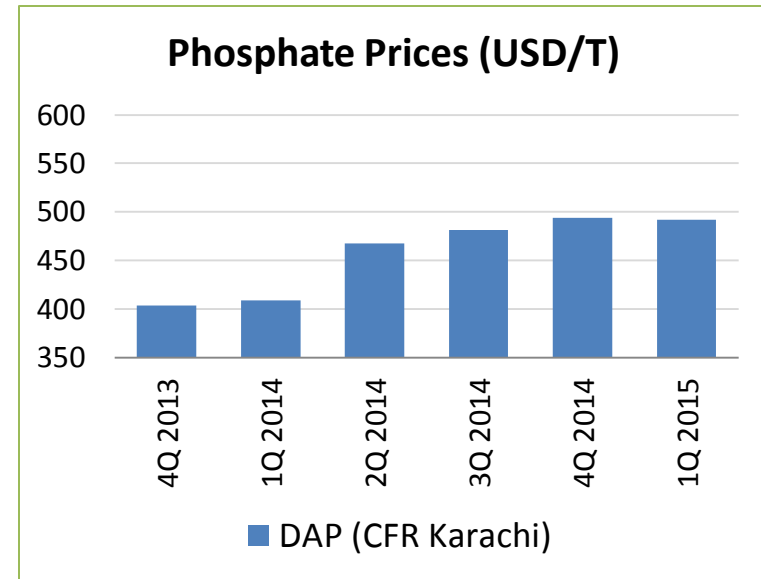 Phosphate Prices (USD/T)
600
550
500
450
400
350
4Q 2013
1Q 2014
2Q 2014
3Q 2014
4Q 2014
1Q 2015
DAP (CFR Karachi)